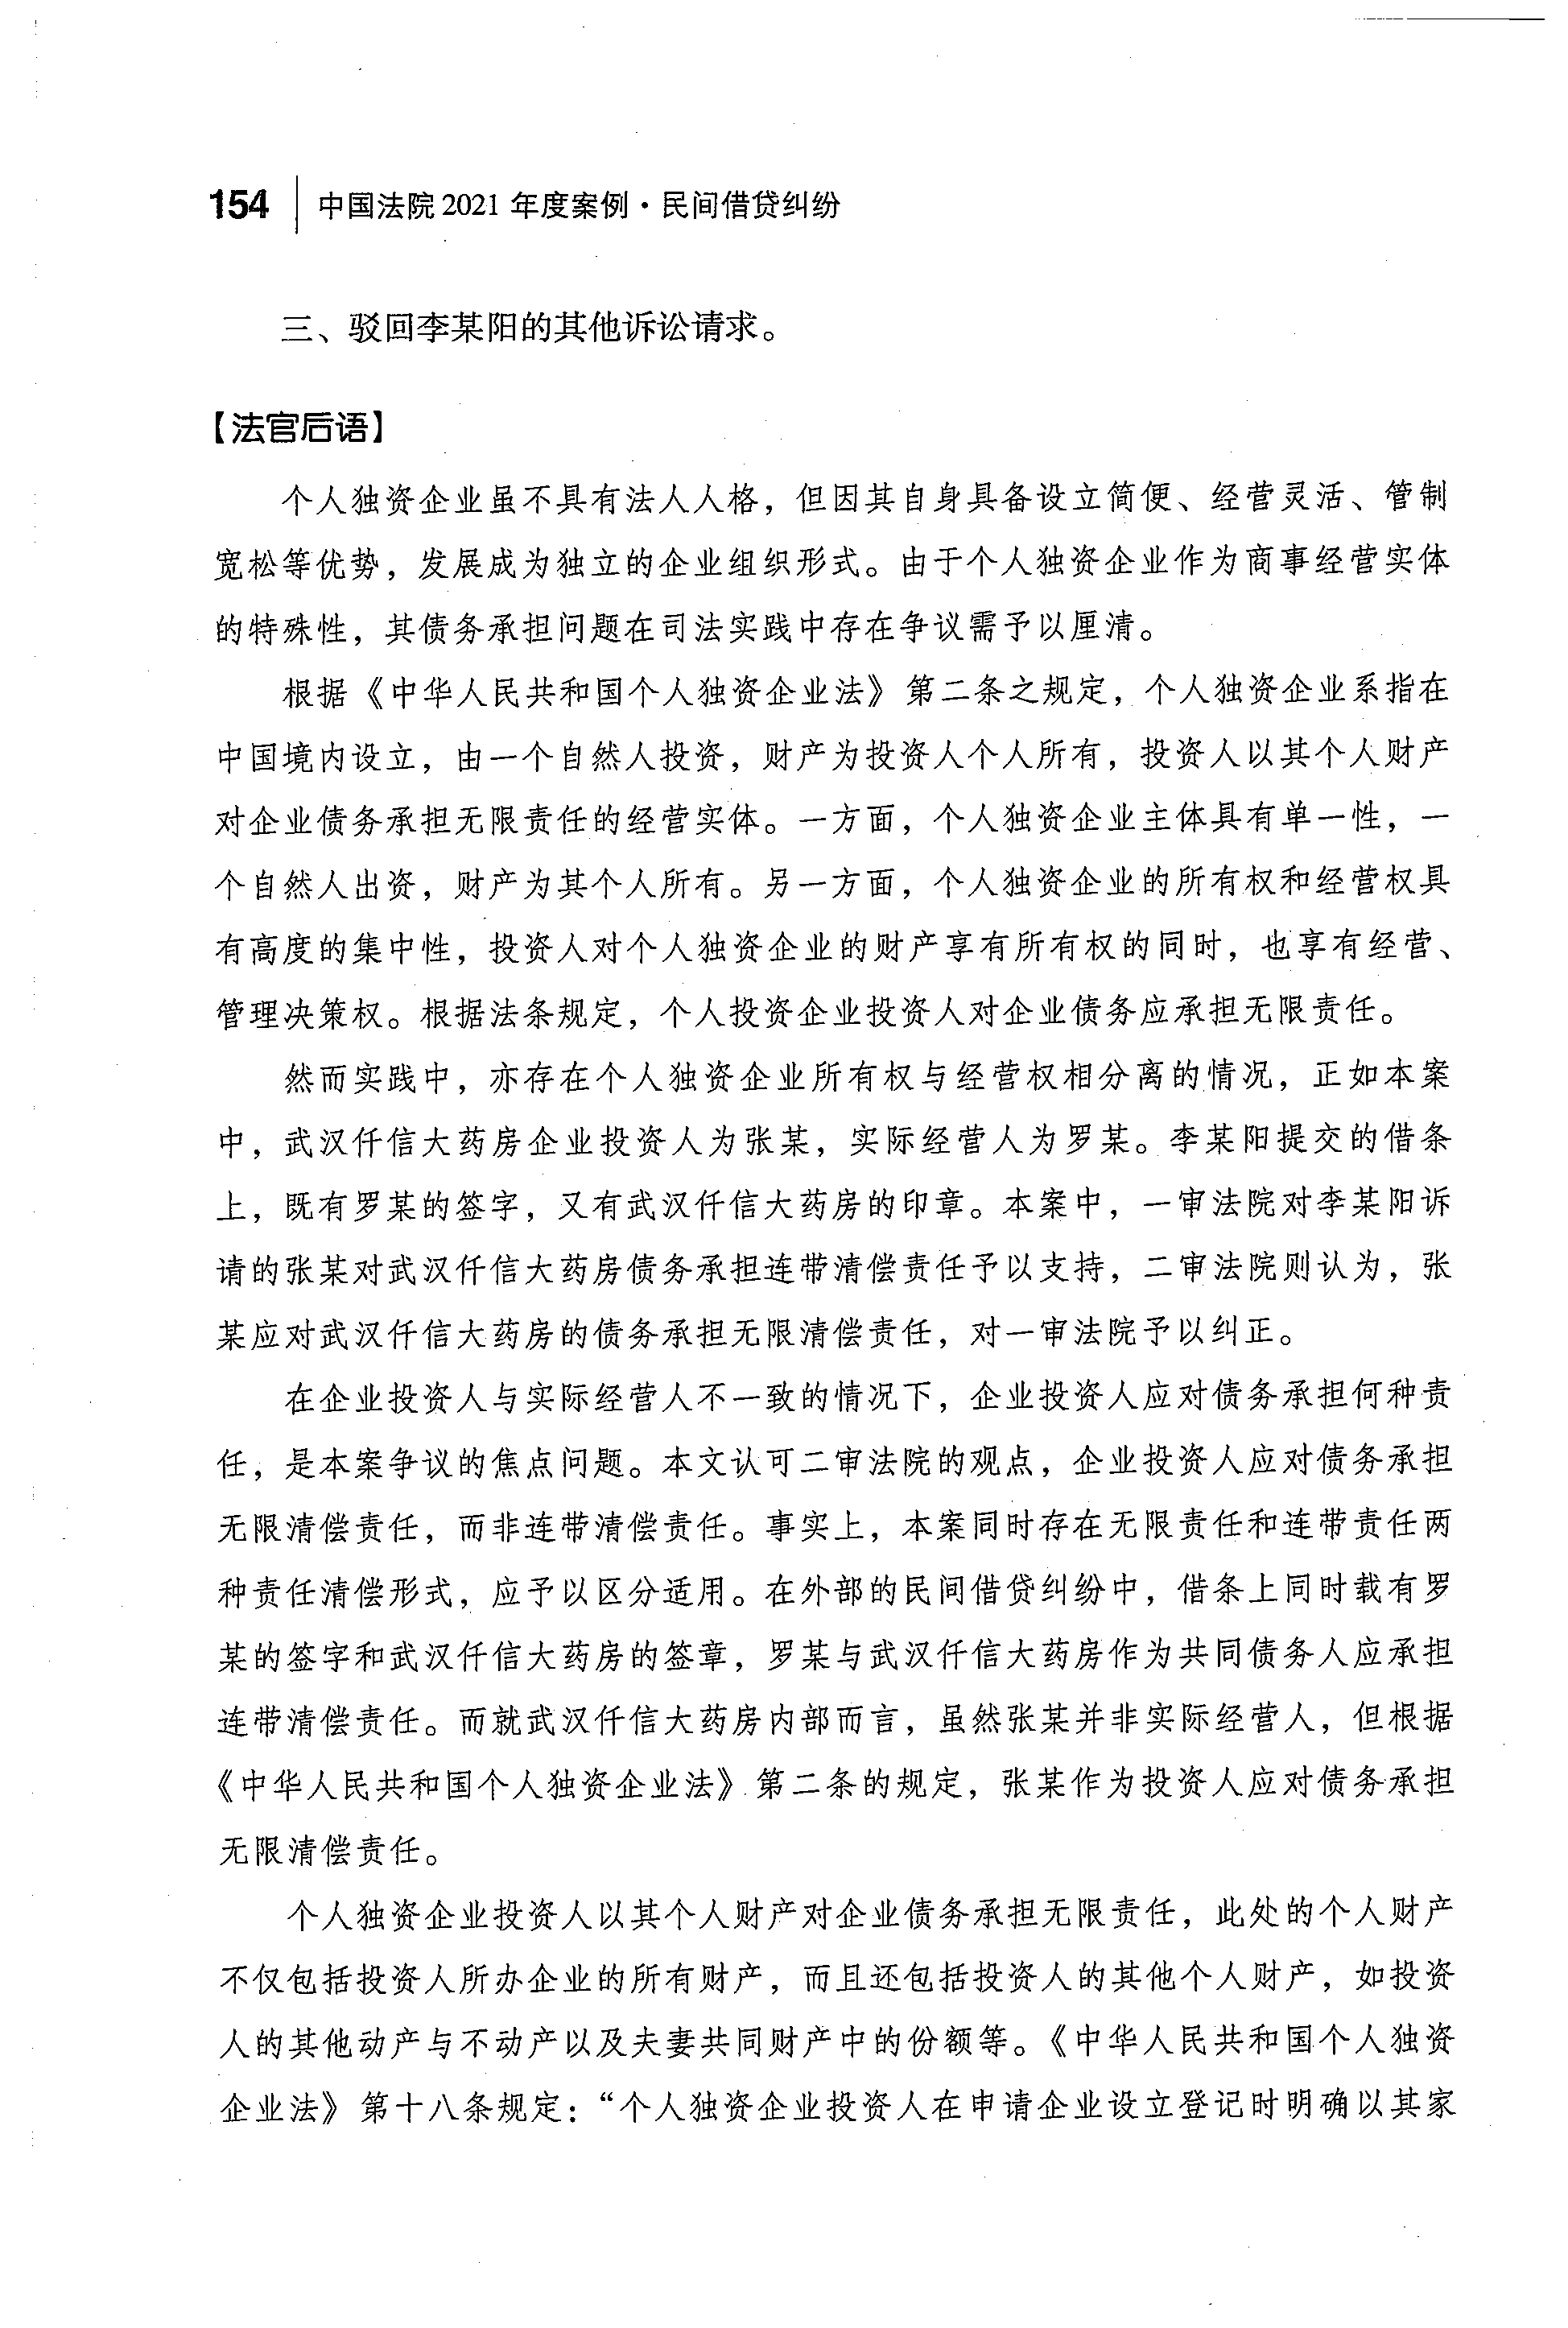 154 中国法院2021年度案例·民间借贷纠纷
三、驳回李某阳的其他诉讼请求。
【法官后语】
个人独资企业虽不具有法人人格，但因其自身具备设立简便、经营灵活、管制
宽松等优势，发展成为独立的企业组织形式。由于个人独资企业作为商事经营实体
的特殊性，其债务承担问题在司法实践中存在争议需予以厘清。
根据《中华人民共和国个人独资企业法》第二条之规定，个人独资企业系指在
中国境内设立，由一个自然人投资，财产为投资人个人所有，投资人以其个人财产
对企业债务承担无限责任的经营实体。一方面，个人独资企业主体具有单一性，一
个自然人出资，财产为其个人所有。另一方面，个人独资企业的所有权和经营权具
有高度的集中性，投资人对个人独资企业的财产享有所有权的同时，也享有经营、
管理决策权。根据法条规定，个人投资企业投资人对企业债务应承担无限责任。
然而实践中，亦存在个人独资企业所有权与经营权相分离的情况，正如本案
中，武汉仟信大药房企业投资人为张某，实际经营人为罗某。李某阳提交的借条
上，既有罗某的签字，又有武汉仟信大药房的印章。本案中，一审法院对李某阳诉
请的张某对武汉仟信大药房债务承担连带清偿责任予以支持，二审法院则认为，张
某应对武汉仟信大药房的债务承担无限清偿责任，对一审法院予以纠正。
在企业投资人与实际经营人不一致的情况下，企业投资人应对债务承担何种责
任，是本案争议的焦点问题。本文认可二审法院的观点，企业投资人应对债务承担
无限清偿责任，而非连带清偿责任。事实上，本案同时存在无限责任和连带责任两
种责任清偿形式，应予以区分适用。在外部的民间借贷纠纷中，借条上同时载有罗
某的签字和武汉仟信大药房的签章，罗某与武汉仟信大药房作为共同债务人应承担
连带清偿责任。而就武汉仟信大药房内部而言，虽然张某并非实际经营人，但根据
《中华人民共和国个人独资企业法》第二条的规定，张某作为投资人应对债务承担
无限清偿责任。
个人独资企业投资人以其个人财产对企业债务承担无限责任，此处的个人财产
不仅包括投资人所办企业的所有财产，而且还包括投资人的其他个人财产，如投资
人的其他动产与不动产以及夫妻共同财产中的份额等。《中华人民共和国个人独资
企业法》第十八条规定：“个人独资企业投资人在申请企业设立登记时明确以其家